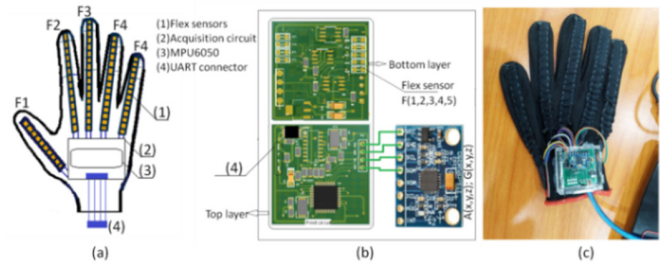 (1)Flex sensors
(2)Acquisition circuit
(3)MPU6050
(4)UART connector
F1
F2
F3
F4
F4
(1)
(2)
(3)
(4)
(a)
Bottom layer
Flex sensor
F(1,2,3,4,5)
(4)
Top layer
A(x,y,z); G(x,y,z)
(b)
(c)